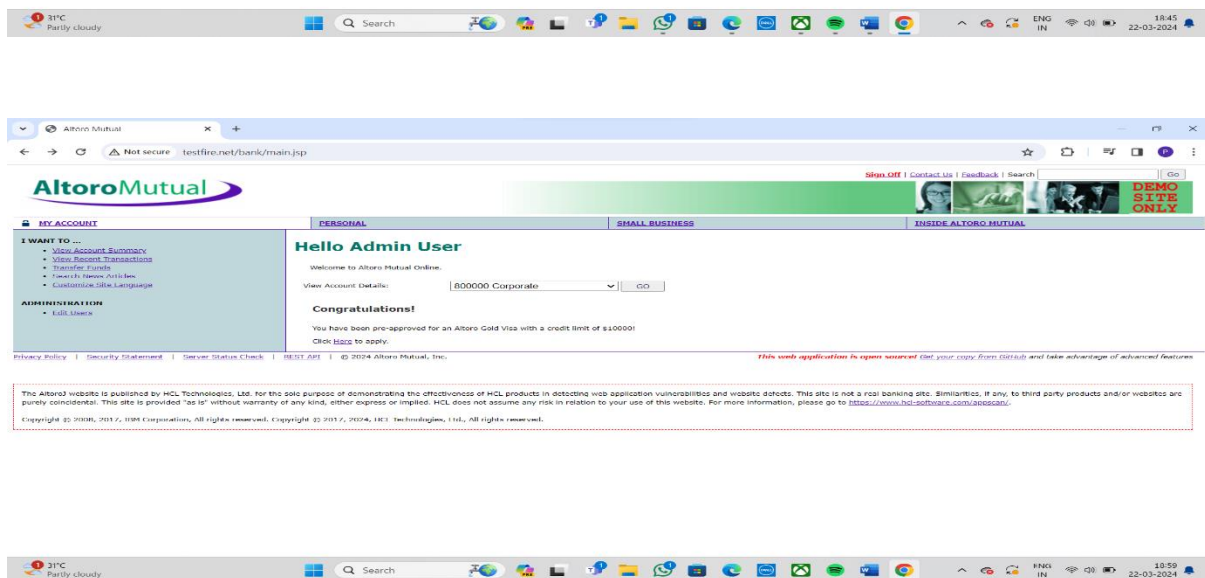 31°C
Partly cloudy
Search
ENG
IN
18:45
22-03-2024
Altoro Mutual
Not secure testfire.net/bank/main.jsp
Sign Off | Contact Us | Feedback | Search Go
AltoroMutual
DEMO
SITE
ONLY
MY ACCOUNT PERSONAL SMALL BUSINESS INSIDE ALTORO MUTUAL
I WANT TO ...
View Account Summary
View Recent Transactions
Transfer Funds
Search News Articles
Customize Site Language
ADMINISTRATION
Edit Users
Hello Admin User
Welcome to Altoro Mutual Online.
View Account Details: 800000 Corporate GO
Congratulations!
You have been pre-approved for an Altoro Gold Visa with a credit limit of $10000!
Click Here to apply.
Privacy Policy | Security Statement | Server Status Check | REST API | © 2024 Altoro Mutual, Inc. This web application is open source! Get your copy from GitHub and take advantage of advanced features
The AltoroJ website is published by HCL Technologies, Ltd. for the sole purpose of demonstrating the effectiveness of HCL products in detecting web application vulnerabilities and website defects. This site is not a real banking site. Similarities, if any, to third party products and/or websites are
purely coincidental. This site is provided "as is" without warranty of any kind, either express or implied. HCL does not assume any risk in relation to your use of this website. For more information, please go to https://www.hcl-software.com/appscan/.
Copyright © 2008, 2017, IBM Corporation, All rights reserved. Copyright © 2017, 2024, HCL Technologies, Ltd., All rights reserved.
31°C
Partly cloudy
Search
ENG
IN
18:59
22-03-2024